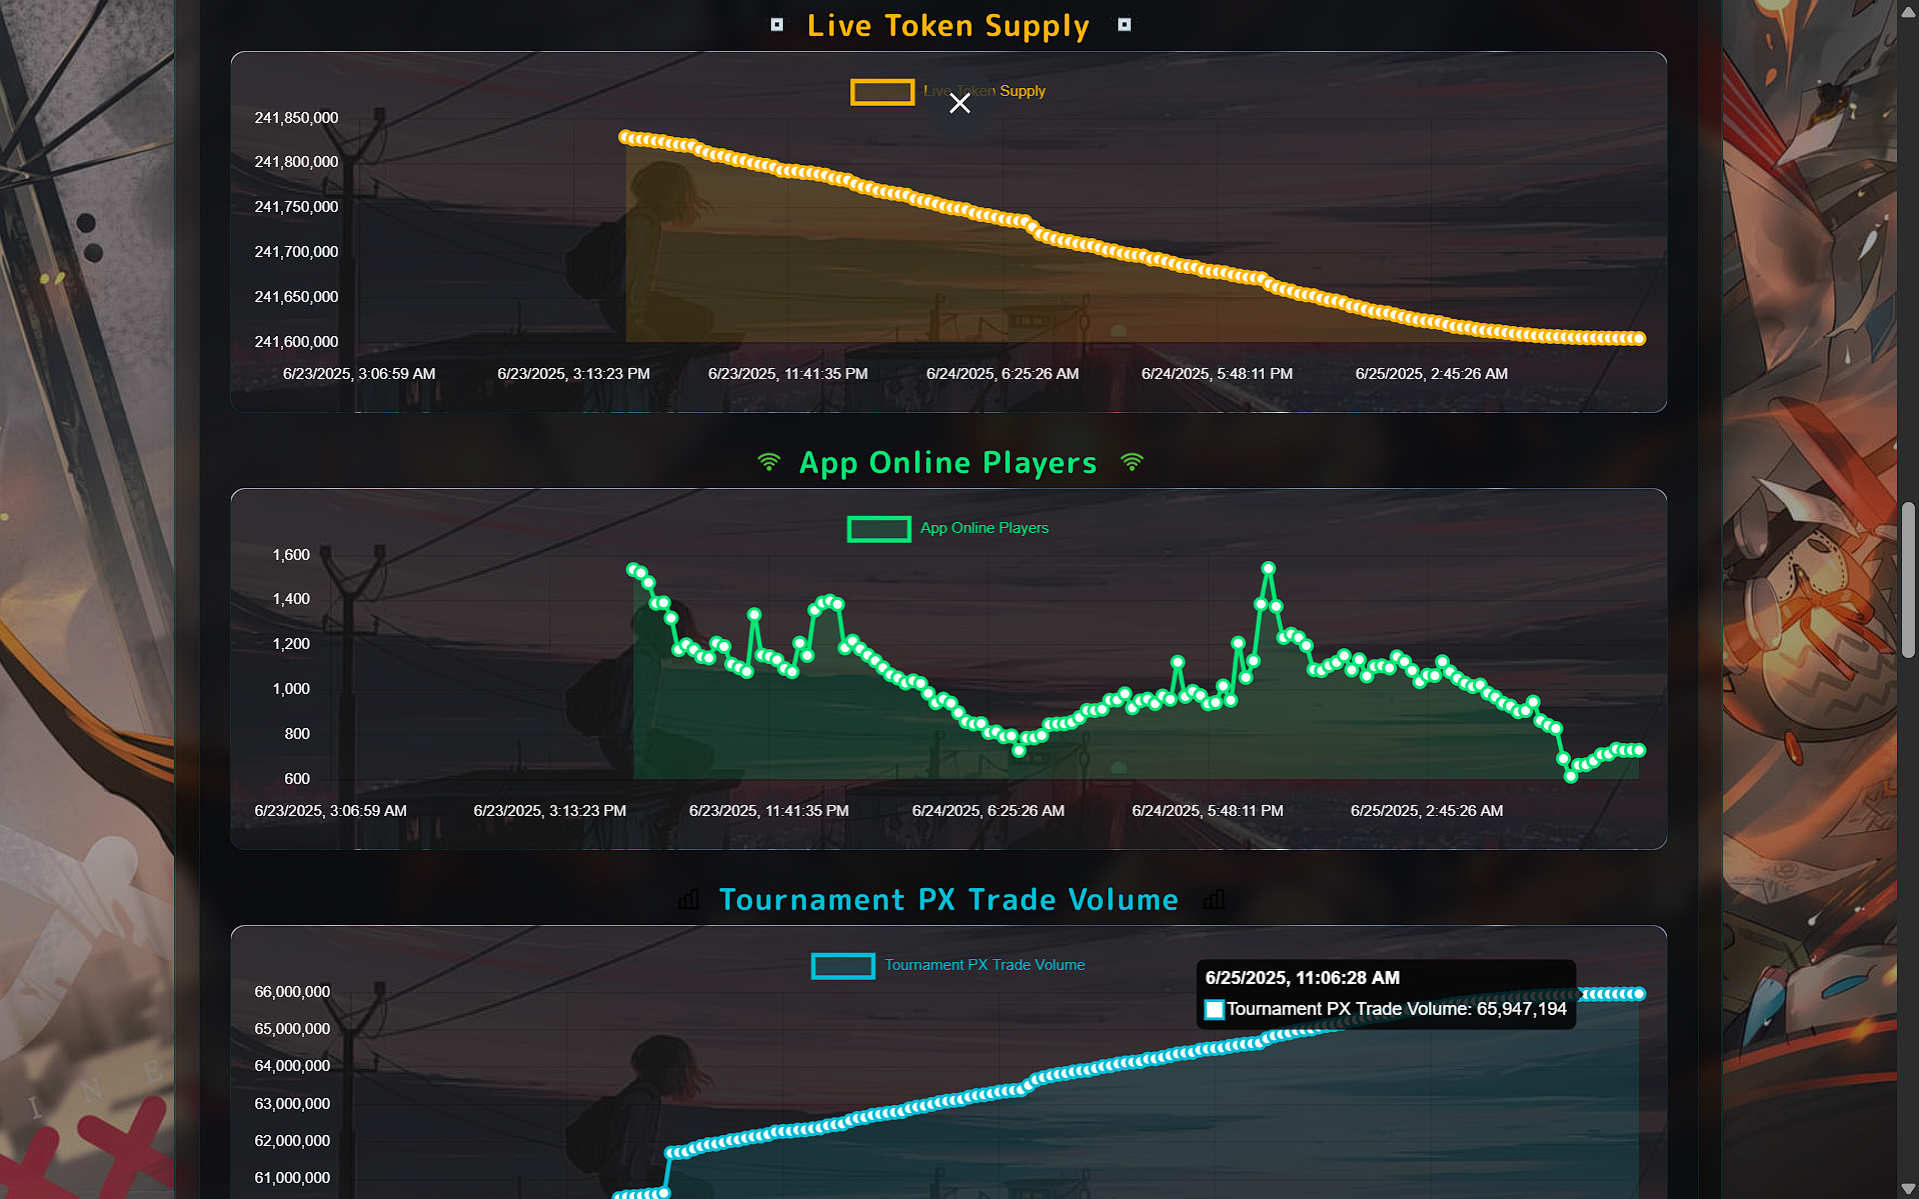 Live Token Supply
Live Token Supply
241,850,000
241,800,000
241,750,000
241,700,000
241,650,000
241,600,000
6/23/2025, 3:06:59 AM 6/23/2025, 3:13:23 PM 6/23/2025, 11:41:35 PM 6/24/2025, 6:25:26 AM 6/24/2025, 5:48:11 PM 6/25/2025, 2:45:26 AM
App Online Players
App Online Players
1,600
1,400
1,200
1,000
800
600
6/23/2025, 3:06:59 AM 6/23/2025, 3:13:23 PM 6/23/2025, 11:41:35 PM 6/24/2025, 6:25:26 AM 6/24/2025, 5:48:11 PM 6/25/2025, 2:45:26 AM
Tournament PX Trade Volume
Tournament PX Trade Volume
6/25/2025, 11:06:28 AM
Tournament PX Trade Volume: 65,947,194
66,000,000
65,000,000
64,000,000
63,000,000
62,000,000
61,000,000
I N E